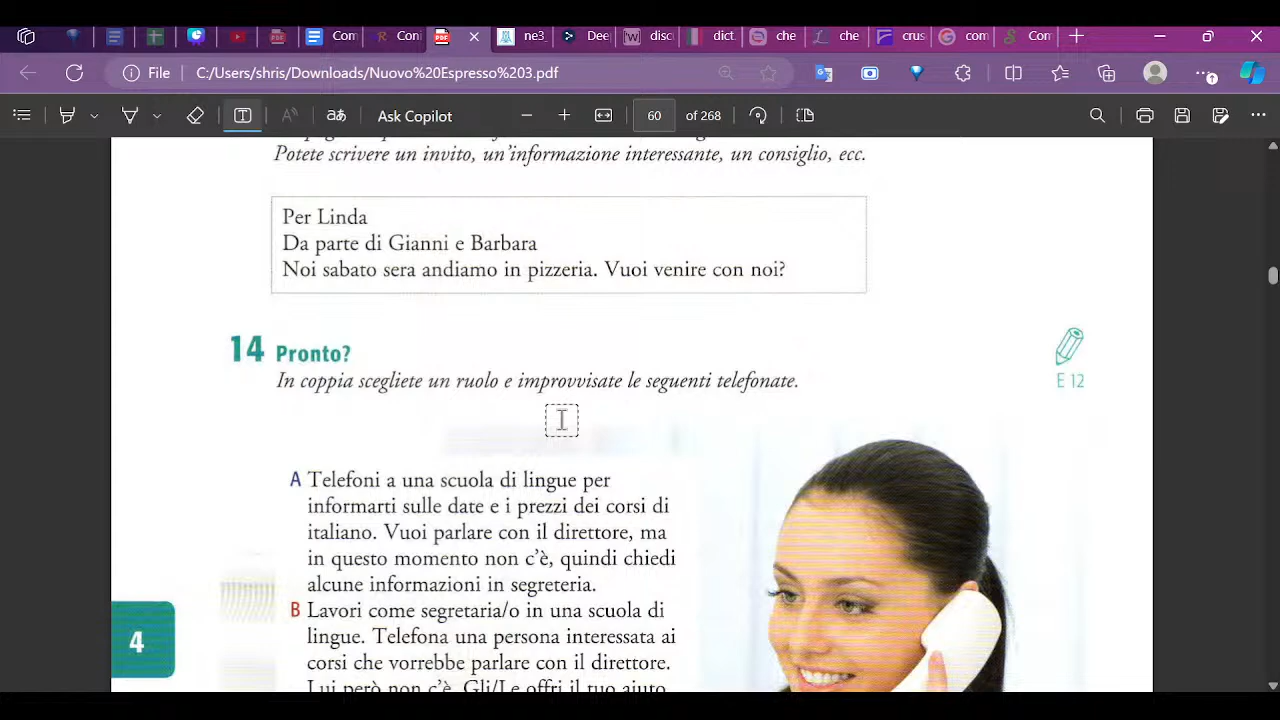 Con
Con
ne3_
Dee
disc
dict.
che
che
crus
com
Com
File
C:/Users/shris/Downloads/Nuovo%20Espresso%203.pdf
Ask Copilot
60 of 268
Potete scrivere un invito, un'informazione interessante, un consiglio, ecc.
Per Linda
Da parte di Gianni e Barbara
Noi sabato sera andiamo in pizzeria. Vuoi venire con noi?
14 Pronto?
In coppia scegliete un ruolo e improvvisate le seguenti telefonate.
E 12
A Telefoni a una scuola di lingue per
informarti sulle date e i prezzi dei corsi di
italiano. Vuoi parlare con il direttore, ma
in questo momento non c'è, quindi chiedi
alcune informazioni in segreteria.
B Lavori come segretaria/o in una scuola di
lingue. Telefona una persona interessata ai
corsi che vorrebbe parlare con il direttore.
Lui però non c'è. Gli/Le offri il tuo aiuto
4